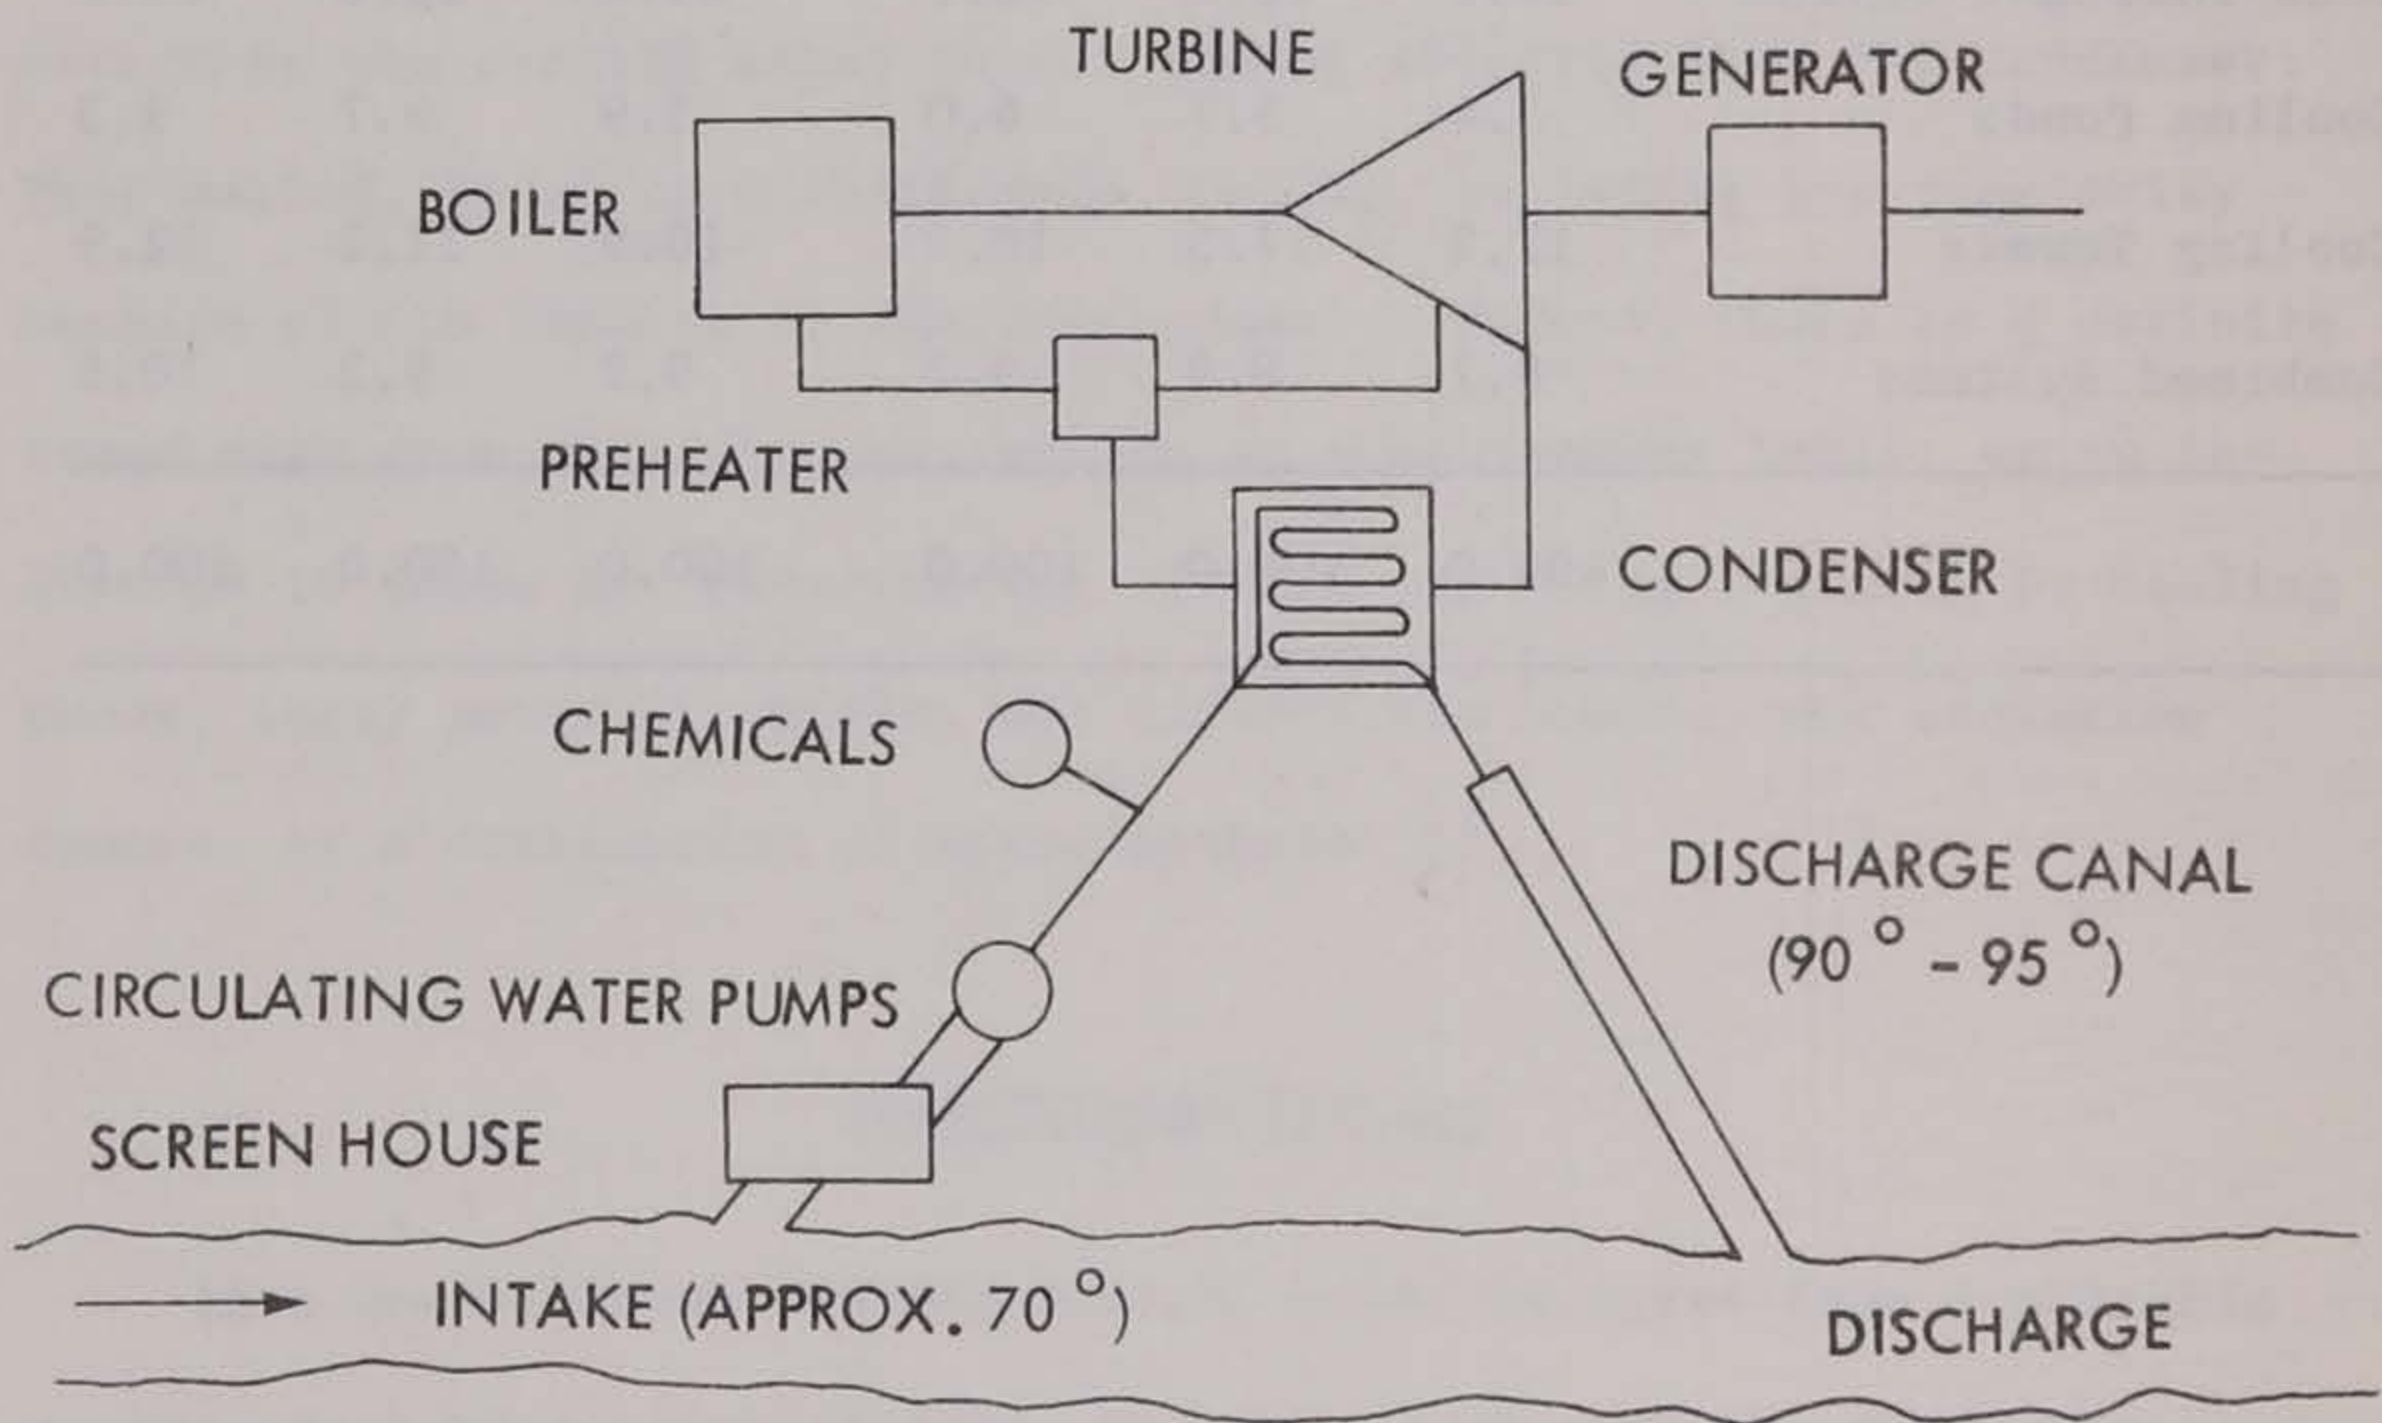 TURBINE
GENERATOR
BOILER
PREHEATER
CONDENSER
CHEMICALS
DISCHARGE CANAL
(90° - 95°)
CIRCULATING WATER PUMPS
SCREEN HOUSE
INTAKE (APPROX. 70°)
DISCHARGE